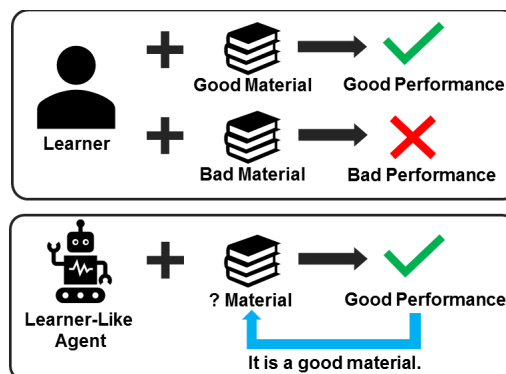 Good Material
Good Performance
Learner
Bad Material
Bad Performance
? Material
Good Performance
Learner-Like
Agent
It is a good material.